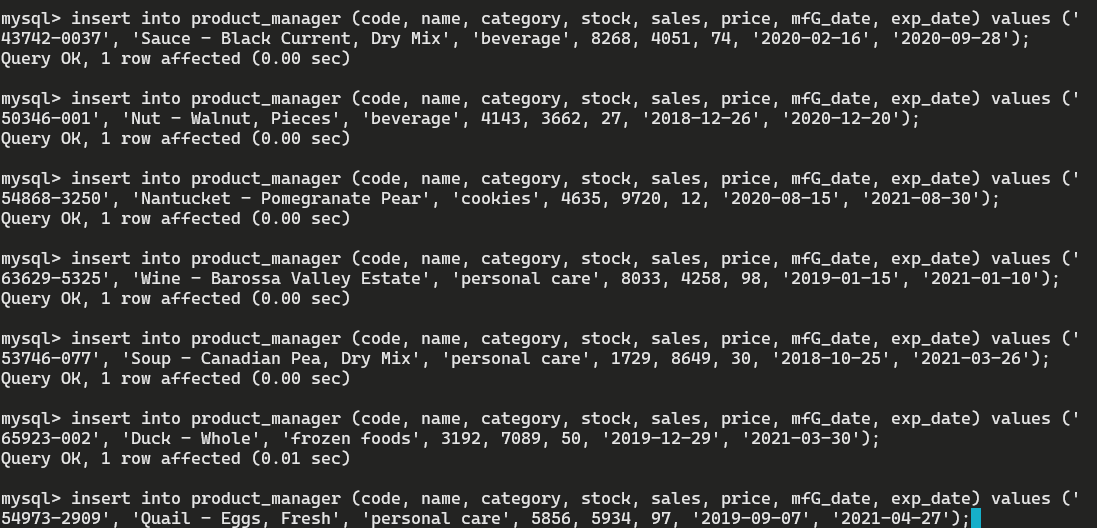 mysql> insert into product_manager (code, name, category, stock, sales, price, mfG_date, exp_date) values ('
43742-0037', 'Sauce - Black Current, Dry Mix', 'beverage', 8268, 4051, 74, '2020-02-16', '2020-09-28');
Query OK, 1 row affected (0.00 sec)
mysql> insert into product_manager (code, name, category, stock, sales, price, mfG_date, exp_date) values ('
50346-001', 'Nut - Walnut, Pieces', 'beverage', 4143, 3662, 27, '2018-12-26', '2020-12-20');
Query OK, 1 row affected (0.00 sec)
mysql> insert into product_manager (code, name, category, stock, sales, price, mfG_date, exp_date) values ('
54868-3250', 'Nantucket - Pomegranate Pear', 'cookies', 4635, 9720, 12, '2020-08-15', '2021-08-30');
Query OK, 1 row affected (0.00 sec)
mysql> insert into product_manager (code, name, category, stock, sales, price, mfG_date, exp_date) values ('
63629-5325', 'Wine - Barossa Valley Estate', 'personal care', 8033, 4258, 98, '2019-01-15', '2021-01-10');
Query OK, 1 row affected (0.00 sec)
mysql> insert into product_manager (code, name, category, stock, sales, price, mfG_date, exp_date) values ('
53746-077', 'Soup - Canadian Pea, Dry Mix', 'personal care', 1729, 8649, 30, '2018-10-25', '2021-03-26');
Query OK, 1 row affected (0.00 sec)
mysql> insert into product_manager (code, name, category, stock, sales, price, mfG_date, exp_date) values ('
65923-002', 'Duck - Whole', 'frozen foods', 3192, 7089, 50, '2019-12-29', '2021-03-30');
Query OK, 1 row affected (0.01 sec)
mysql> insert into product_manager (code, name, category, stock, sales, price, mfG_date, exp_date) values ('
54973-2909', 'Quail - Eggs, Fresh', 'personal care', 5856, 5934, 97, '2019-09-07', '2021-04-27');